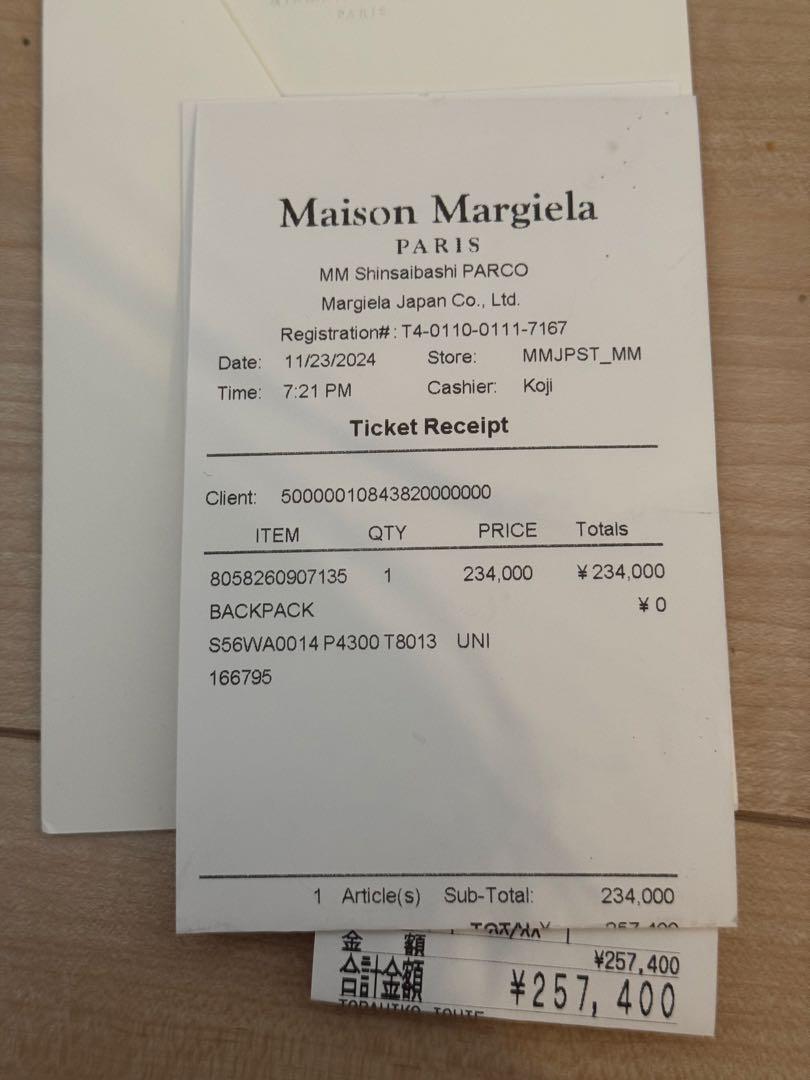 PARIS
Maison Margiela
PARIS
MM Shinsaibashi PARCO
Margiela Japan Co., Ltd.
Registration#: T4-0110-0111-7167
Date: 11/23/2024 Store: MMJPST_MM
Time: 7:21 PM Cashier: Koji
Ticket Receipt
Client: 50000010843820000000
ITEM QTY PRICE Totals
8058260907135 1 234,000 ¥234,000
BACKPACK ¥0
S56WA0014 P4300 T8013 UNI
166795
1 Article(s) Sub-Total: 234,000
金 額 ¥257,400
合計金額 ¥257,400